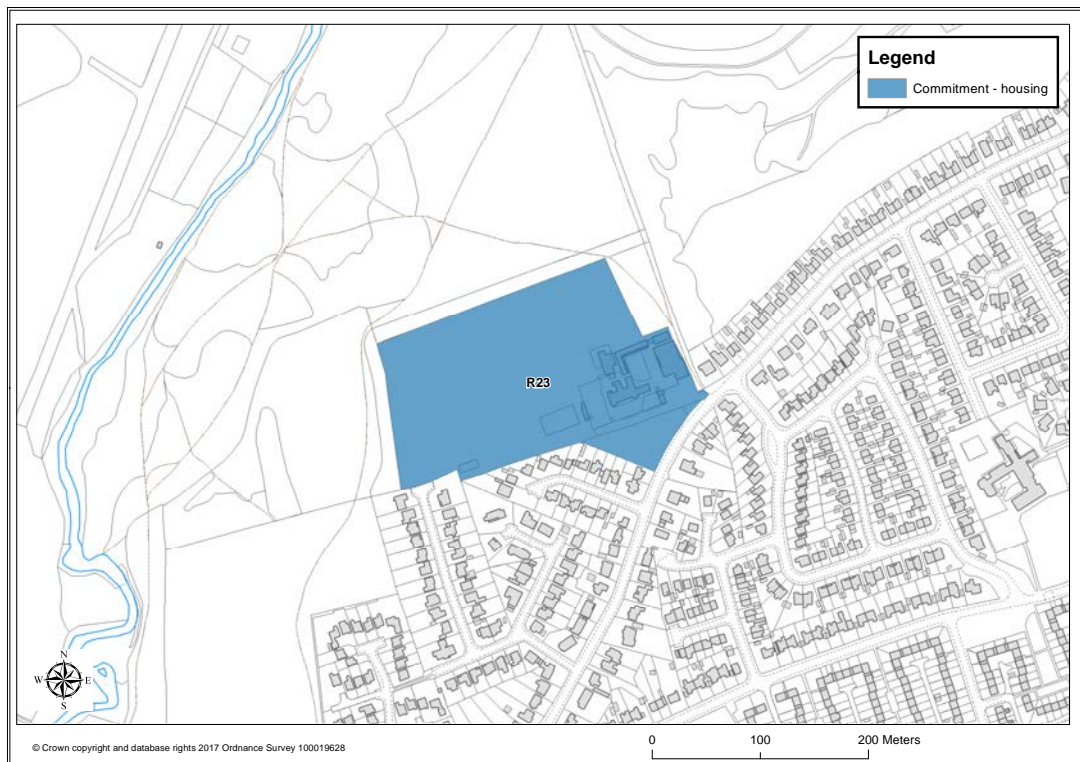 Legend
Commitment - housing
R23
N
W E
S
© Crown copyright and database rights 2017 Ordnance Survey 100019628
0 100 200 Meters